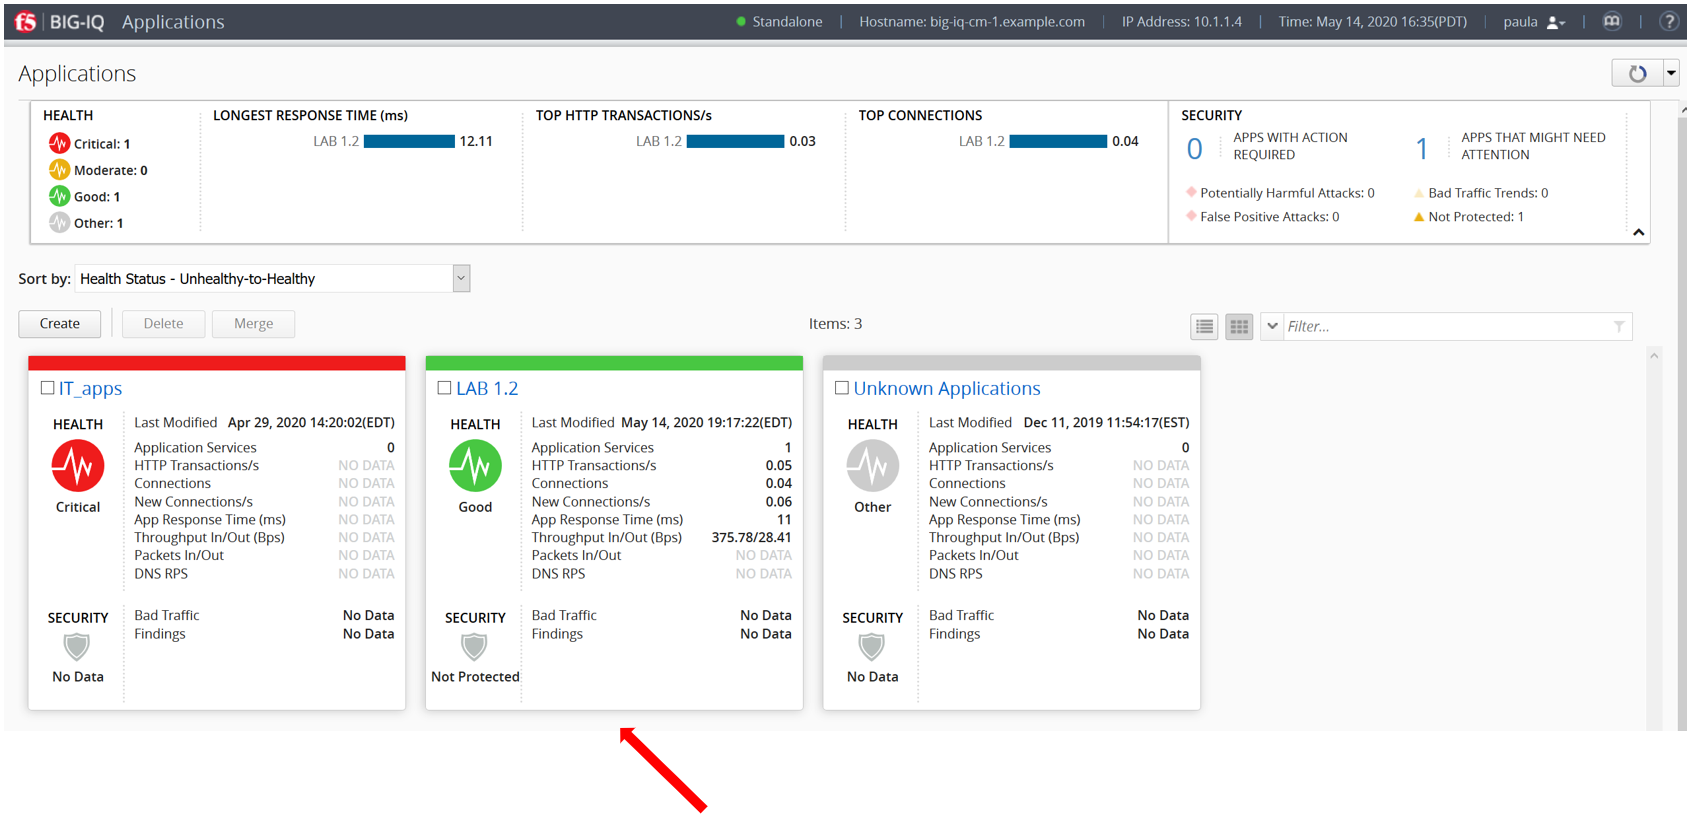 f5 BIG-IQ Applications Standalone Hostname: big-iq-cm-1.example.com IP Address: 10.1.1.4 Time: May 14, 2020 16:35(PDT) paula ?
Applications
HEALTH
Critical: 1
Moderate: 0
Good: 1
Other: 1
LONGEST RESPONSE TIME (ms)
LAB 1.2 12.11
TOP HTTP TRANSACTIONS/s
LAB 1.2 0.03
TOP CONNECTIONS
LAB 1.2 0.04
SECURITY
0 APPS WITH ACTION
REQUIRED
1 APPS THAT MIGHT NEED
ATTENTION
Potentially Harmful Attacks: 0
False Positive Attacks: 0
Bad Traffic Trends: 0
Not Protected: 1
Sort by: Health Status - Unhealthy-to-Healthy
Create Delete Merge Items: 3 Filter...
IT_apps
HEALTH
Critical
Last Modified Apr 29, 2020 14:20:02(EDT)
Application Services 0
HTTP Transactions/s NO DATA
Connections NO DATA
New Connections/s NO DATA
App Response Time (ms) NO DATA
Throughput In/Out (Bps) NO DATA
Packets In/Out NO DATA
DNS RPS NO DATA
SECURITY
No Data
Bad Traffic No Data
Findings No Data
LAB 1.2
HEALTH
Good
Last Modified May 14, 2020 19:17:22(EDT)
Application Services 1
HTTP Transactions/s 0.05
Connections 0.04
New Connections/s 0.06
App Response Time (ms) 11
Throughput In/Out (Bps) 375.78/28.41
Packets In/Out NO DATA
DNS RPS NO DATA
SECURITY
Not Protected
Bad Traffic No Data
Findings No Data
Unknown Applications
HEALTH
Other
Last Modified Dec 11, 2019 11:54:17(EST)
Application Services 0
HTTP Transactions/s NO DATA
Connections NO DATA
New Connections/s NO DATA
App Response Time (ms) NO DATA
Throughput In/Out (Bps) NO DATA
Packets In/Out NO DATA
DNS RPS NO DATA
SECURITY
No Data
Bad Traffic No Data
Findings No Data